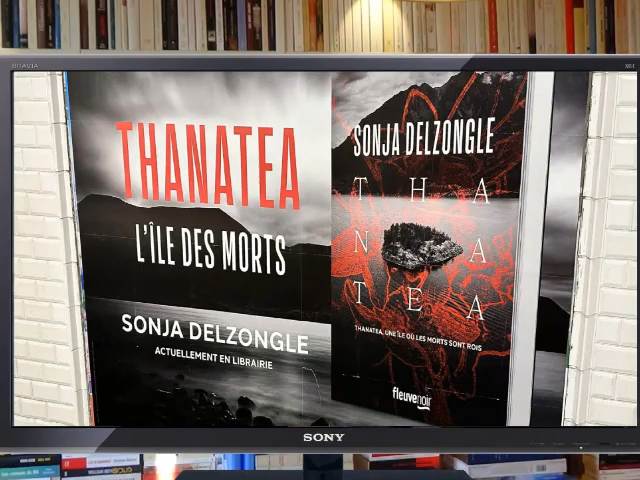 BRAVIA
THANATEA
L'ÎLE DES MORTS
SONJA DELZONGLE
ACTUELLEMENT EN LIBRAIRIE
SONJA DELZONGLE
T H A
N A
T E A
THANATEA, UNE ÎLE OÙ LES MORTS SONT ROIS
fleuvenoir
SONY